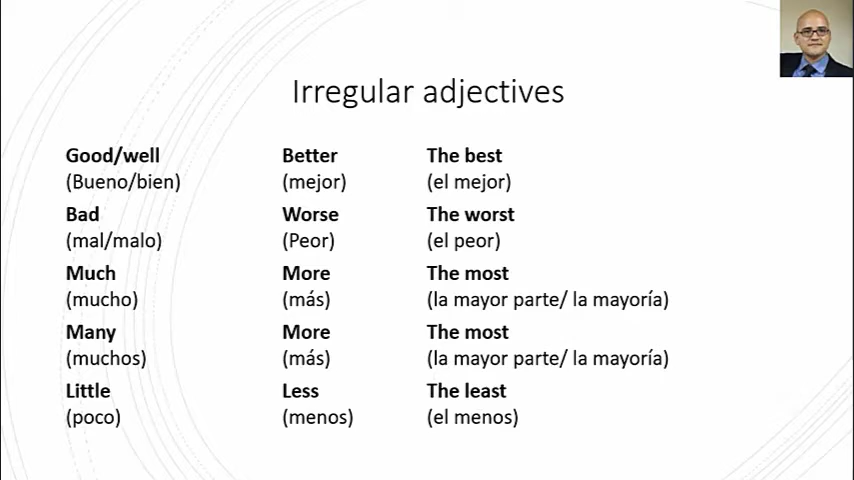 Irregular adjectives
Good/well Better The best
(Bueno/bien) (mejor) (el mejor)
Bad Worse The worst
(mal/malo) (Peor) (el peor)
Much More The most
(mucho) (más) (la mayor parte/ la mayoría)
Many More The most
(muchos) (más) (la mayor parte/ la mayoría)
Little Less The least
(poco) (menos) (el menos)